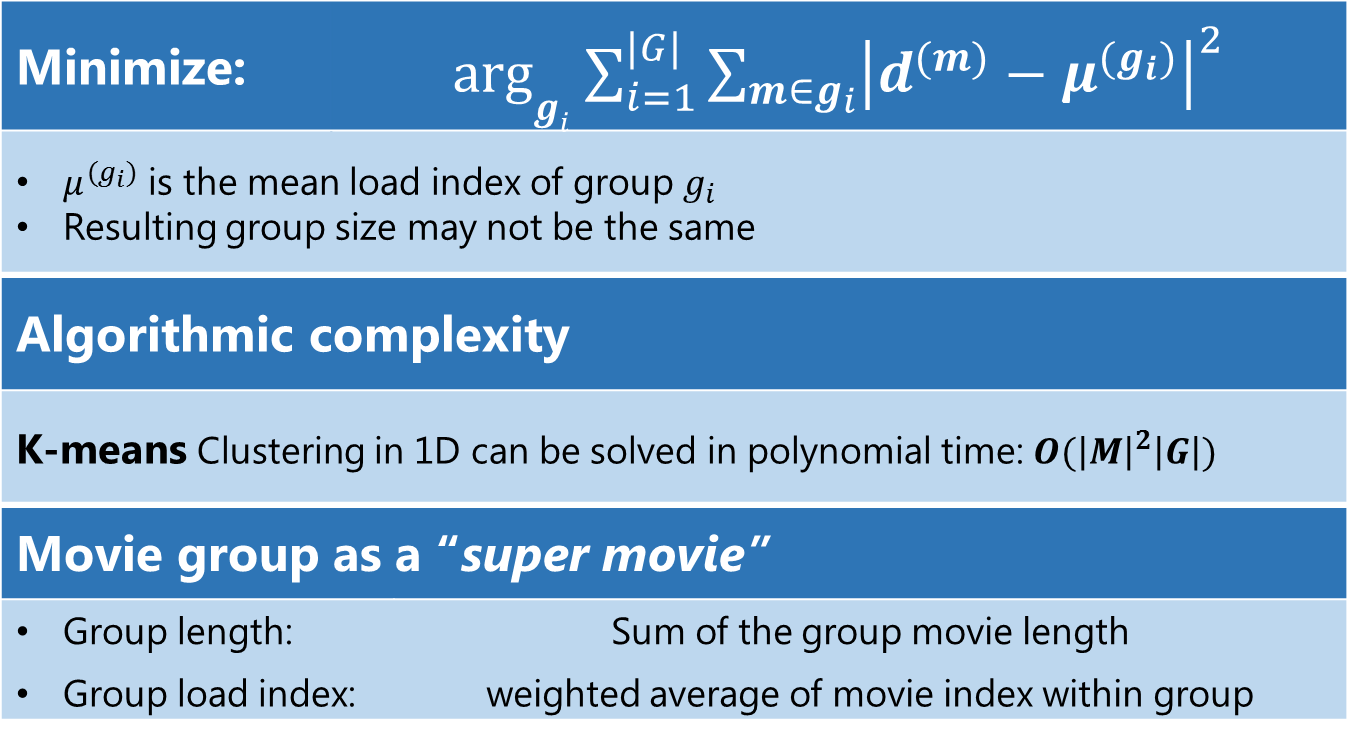 Minimize: arg_{g_i} ∑_{i=1}^{|G|} ∑_{m∈g_i} |d^{(m)} − μ^{(g_i)}|^2
• μ^{(g_i)} is the mean load index of group g_i
• Resulting group size may not be the same
Algorithmic complexity
K-means Clustering in 1D can be solved in polynomial time: O(|M|^2|G|)
Movie group as a “super movie”
• Group length: Sum of the group movie length
• Group load index: weighted average of movie index within group